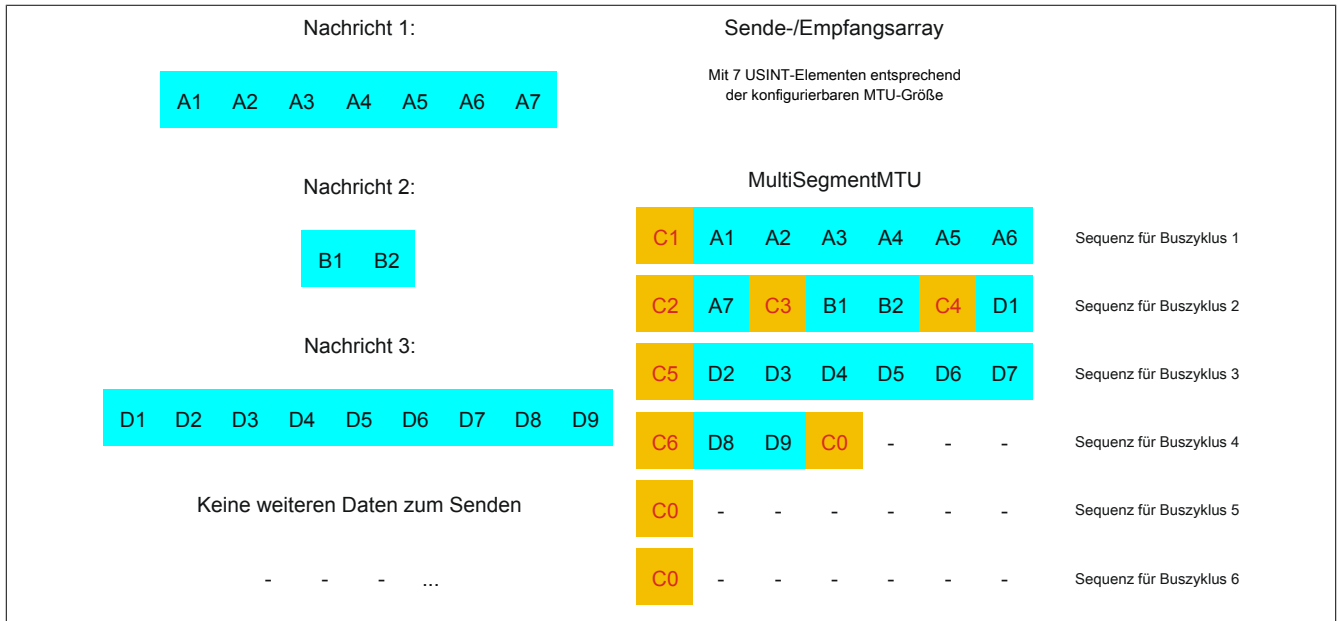 Nachricht 1:
A1 A2 A3 A4 A5 A6 A7
Nachricht 2:
B1 B2
Nachricht 3:
D1 D2 D3 D4 D5 D6 D7 D8 D9
Keine weiteren Daten zum Senden
- - - ...
Sende-/Empfangsarray
Mit 7 USINT-Elementen entsprechend
der konfigurierbaren MTU-Größe
MultiSegmentMTU
C1 A1 A2 A3 A4 A5 A6 Sequenz für Buszyklus 1
C2 A7 C3 B1 B2 C4 D1 Sequenz für Buszyklus 2
C5 D2 D3 D4 D5 D6 D7 Sequenz für Buszyklus 3
C6 D8 D9 C0 - - - Sequenz für Buszyklus 4
C0 - - - - - - Sequenz für Buszyklus 5
C0 - - - - - - Sequenz für Buszyklus 6